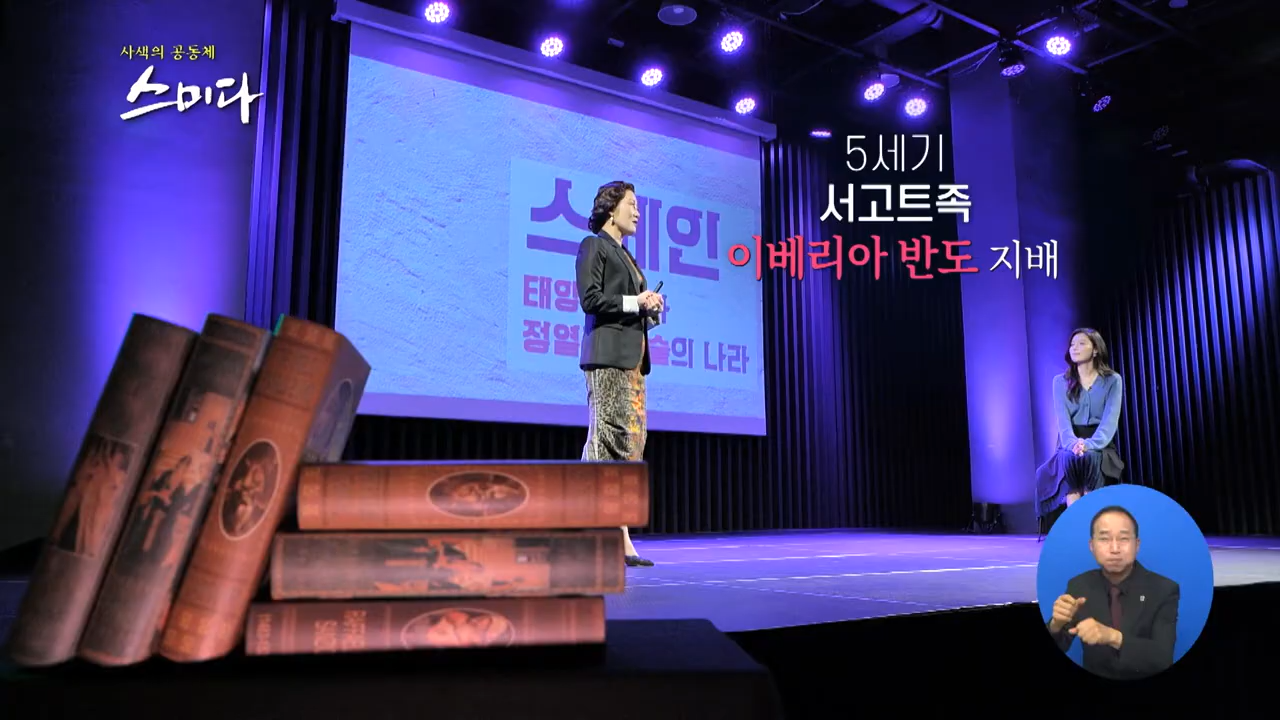 사색의 공동체
스미다
5세기
서고트족
이베리아 반도 지배
스페인
태양
정열 술의 나라